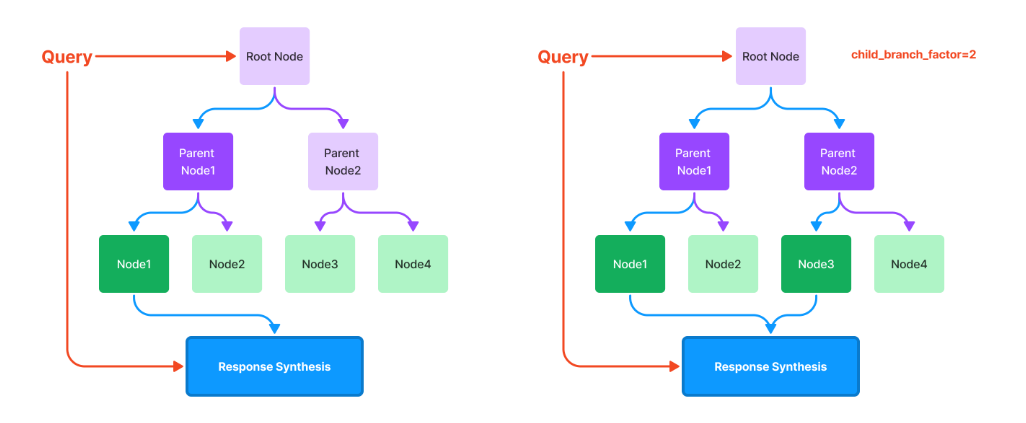 Query
Root Node
Parent
Node1
Parent
Node2
Node1
Node2
Node3
Node4
Response Synthesis
Query
Root Node
child_branch_factor=2
Parent
Node1
Parent
Node2
Node1
Node2
Node3
Node4
Response Synthesis